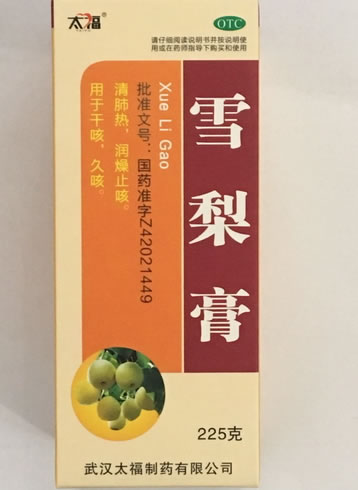 太福®
TAIFU
OTC
请仔细阅读说明书并按说明使
用或在药师指导下购买和使用
雪梨膏
Xue Li Gao
批准文号：国药准字Z42021449
清肺热，润燥止咳。
用于干咳，久咳。
225克
武汉太福制药有限公司